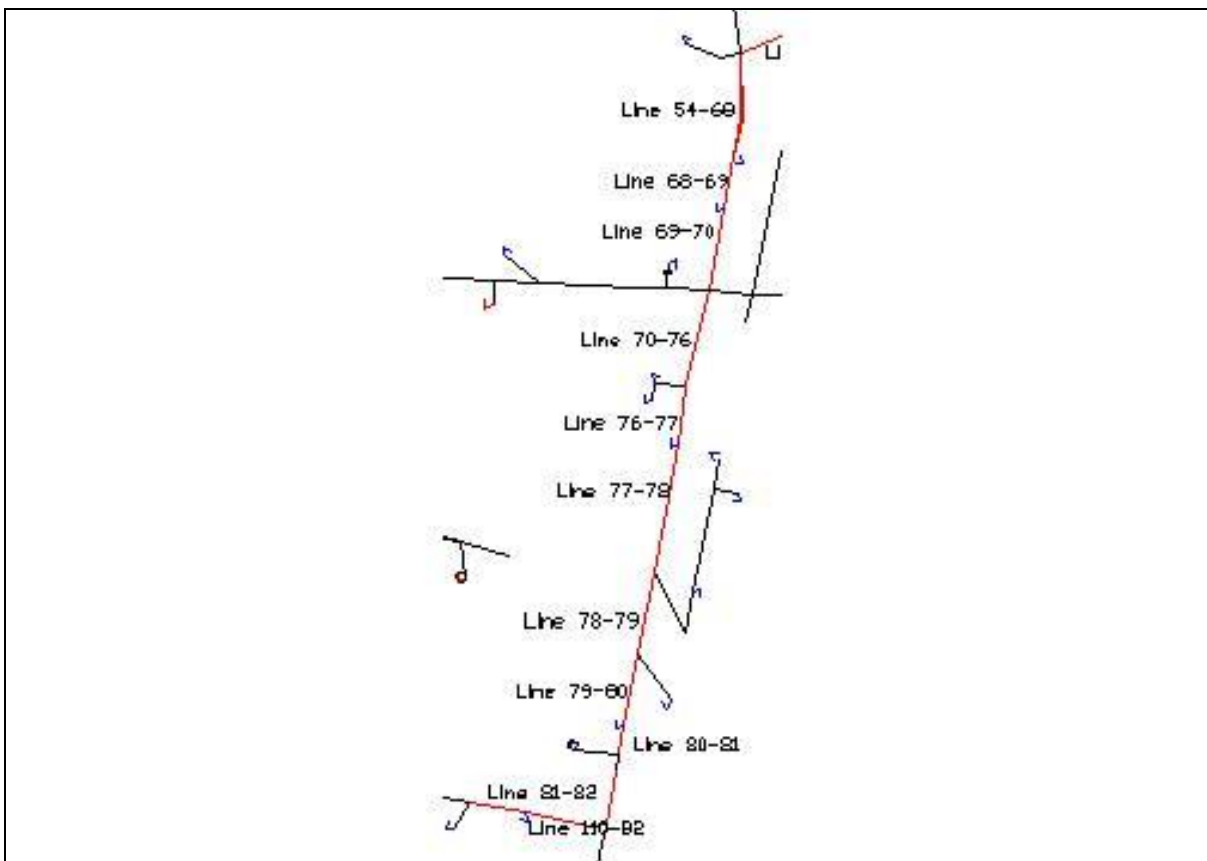 Line 54-68
Line 68-69
Line 69-70
Line 70-76
Line 76-77
Line 77-78
Line 78-79
Line 79-80
Line 80-81
Line 81-82
Line 110-82